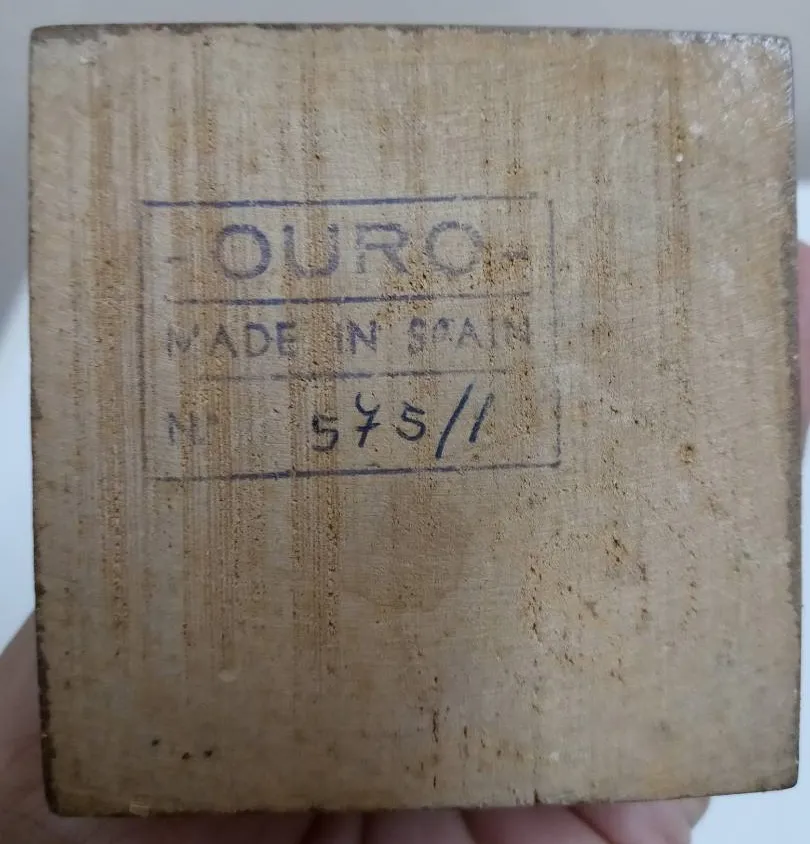 - OURO -
MADE IN SPAIN
Nº 575/1